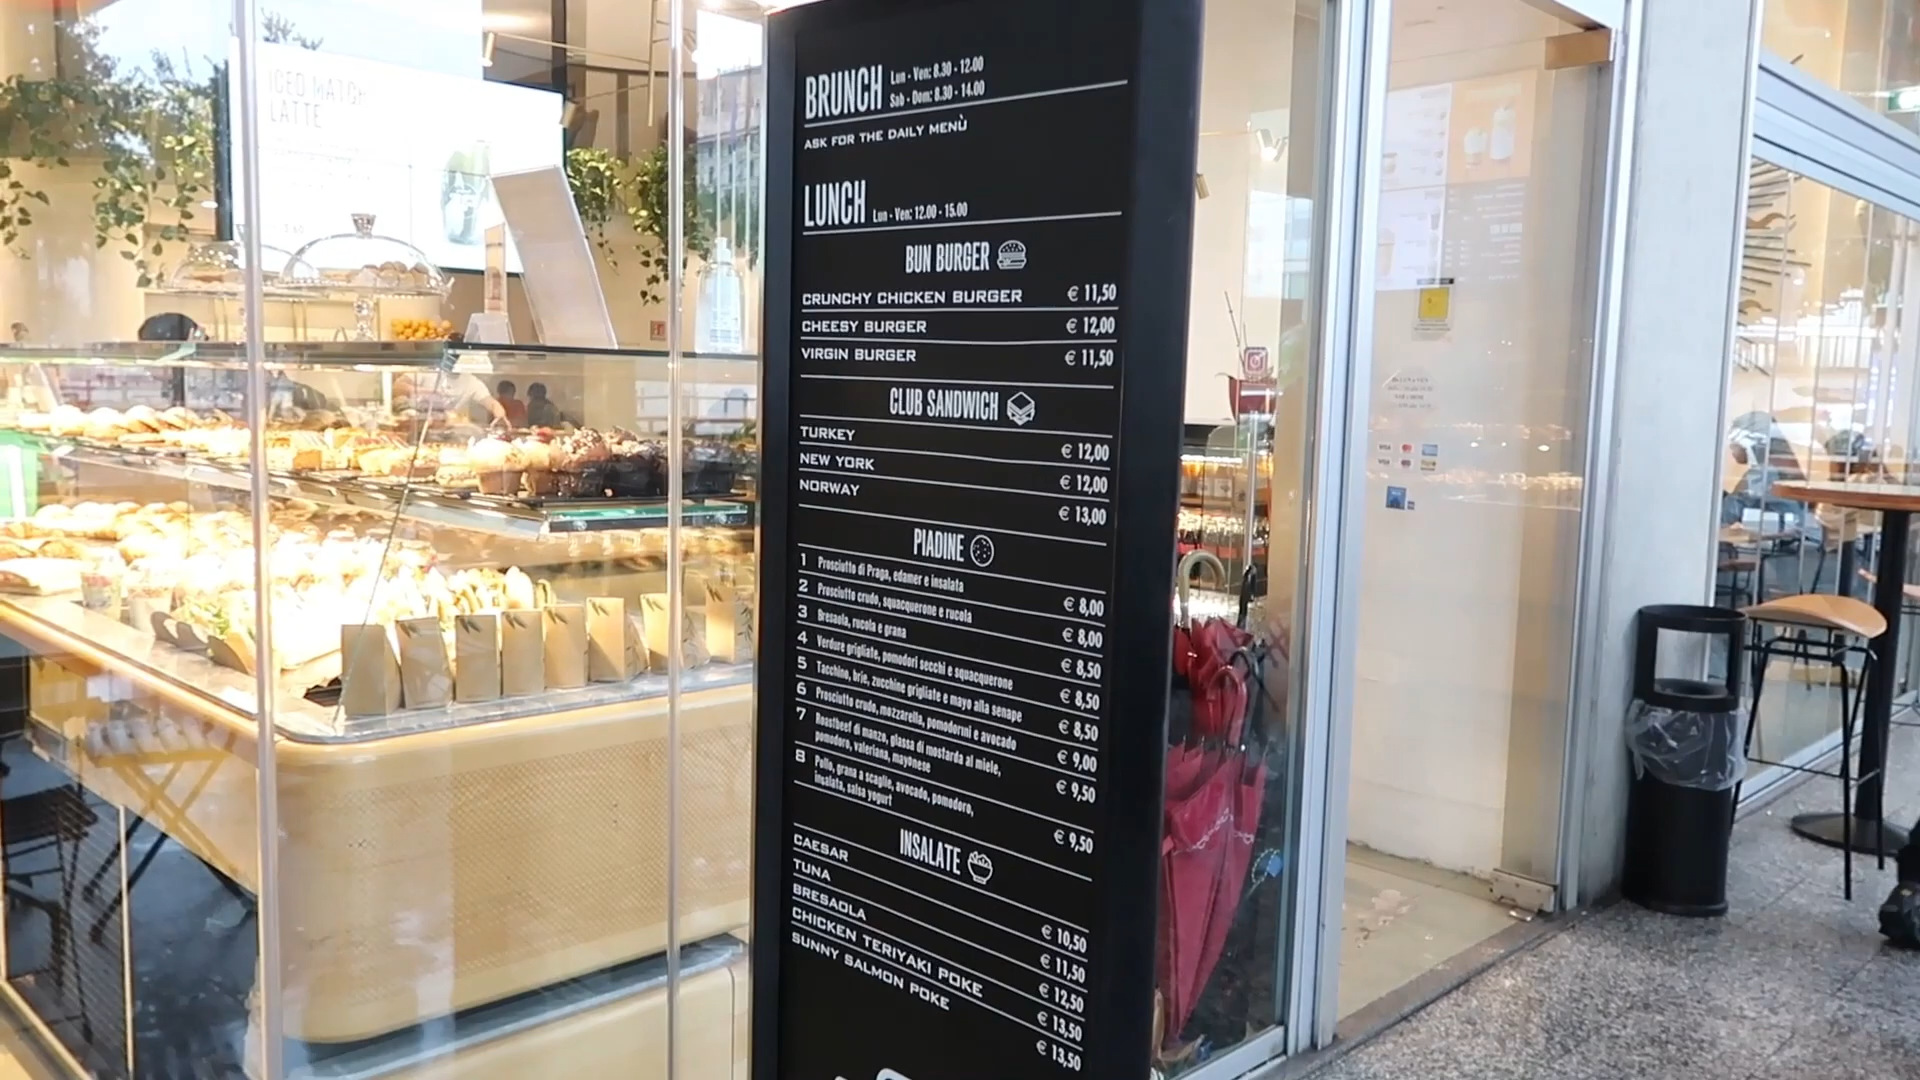 ICED MATCH
LATTE
BRUNCH Lun - Ven: 8.30 - 12.00
Sab - Dom: 8.30 - 14.00
ASK FOR THE DAILY MENÙ
LUNCH Lun - Ven: 12.00 - 15.00
BUN BURGER
CRUNCHY CHICKEN BURGER € 11,50
CHEESY BURGER € 12,00
VIRGIN BURGER € 11,50
CLUB SANDWICH
TURKEY € 12,00
NEW YORK € 12,00
NORWAY € 13,00
PIADINE
1 Prosciutto di Praga, edamer e insalata € 8,00
2 Prosciutto crudo, squacquerone e rucola € 8,00
3 Bresaola, rucola e grana € 8,50
4 Verdure grigliate, pomodori secchi e squacquerone € 8,50
5 Tacchino, brie, zucchine grigliate e mayo alla senape € 8,50
6 Prosciutto crudo, mozzarella, pomodorini e avocado € 9,00
7 Roastbeef di manzo, glassa di mostarda al miele,
pomodoro, valeriana, mayonese € 9,50
8 Pollo, grana a scaglie, avocado, pomodoro,
insalata, salsa yogurt € 9,50
INSALATE
CAESAR € 10,50
TUNA € 11,50
BRESAOLA € 12,50
CHICKEN TERIYAKI POKE € 13,50
SUNNY SALMON POKE € 13,50